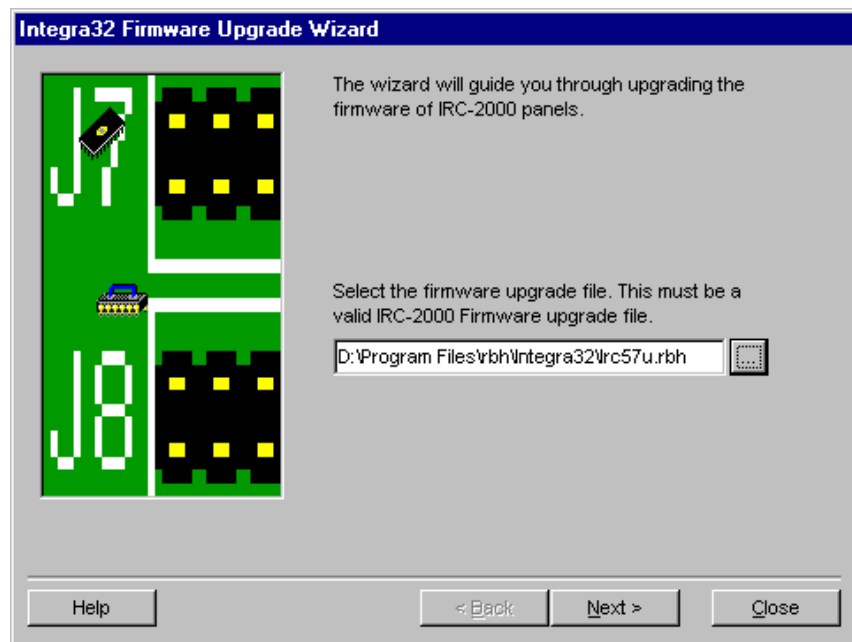 Integra32 Firmware Upgrade Wizard
J7
The wizard will guide you through upgrading the
firmware of IRC-2000 panels.
Select the firmware upgrade file. This must be a
valid IRC-2000 Firmware upgrade file.
D:\Program Files\rbh\Integra32\Irc57u.rbh
...
J8
Help
< Back
Next >
Close